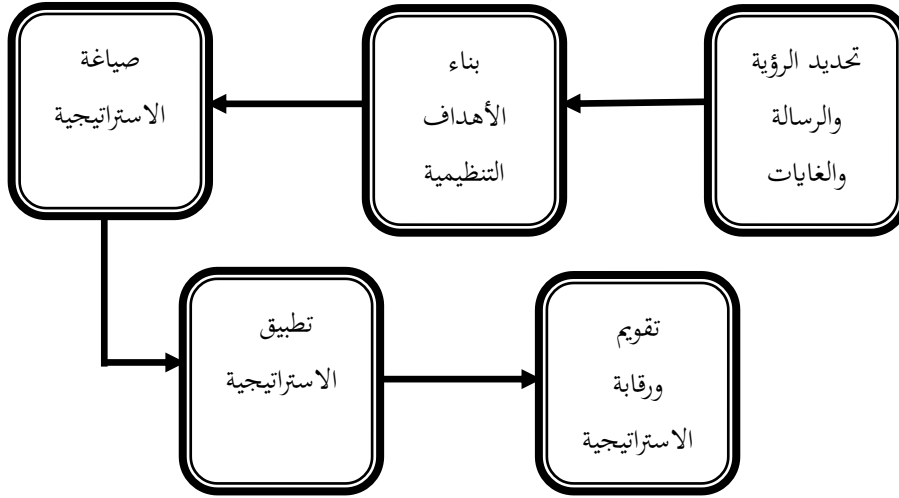 تحديد الرؤية
والرسالة
والغايات
بناء
الأهداف
التنظيمية
صياغة
الاستراتيجية
تطبيق
الاستراتيجية
تقويم
ورقابة
الاستراتيجية